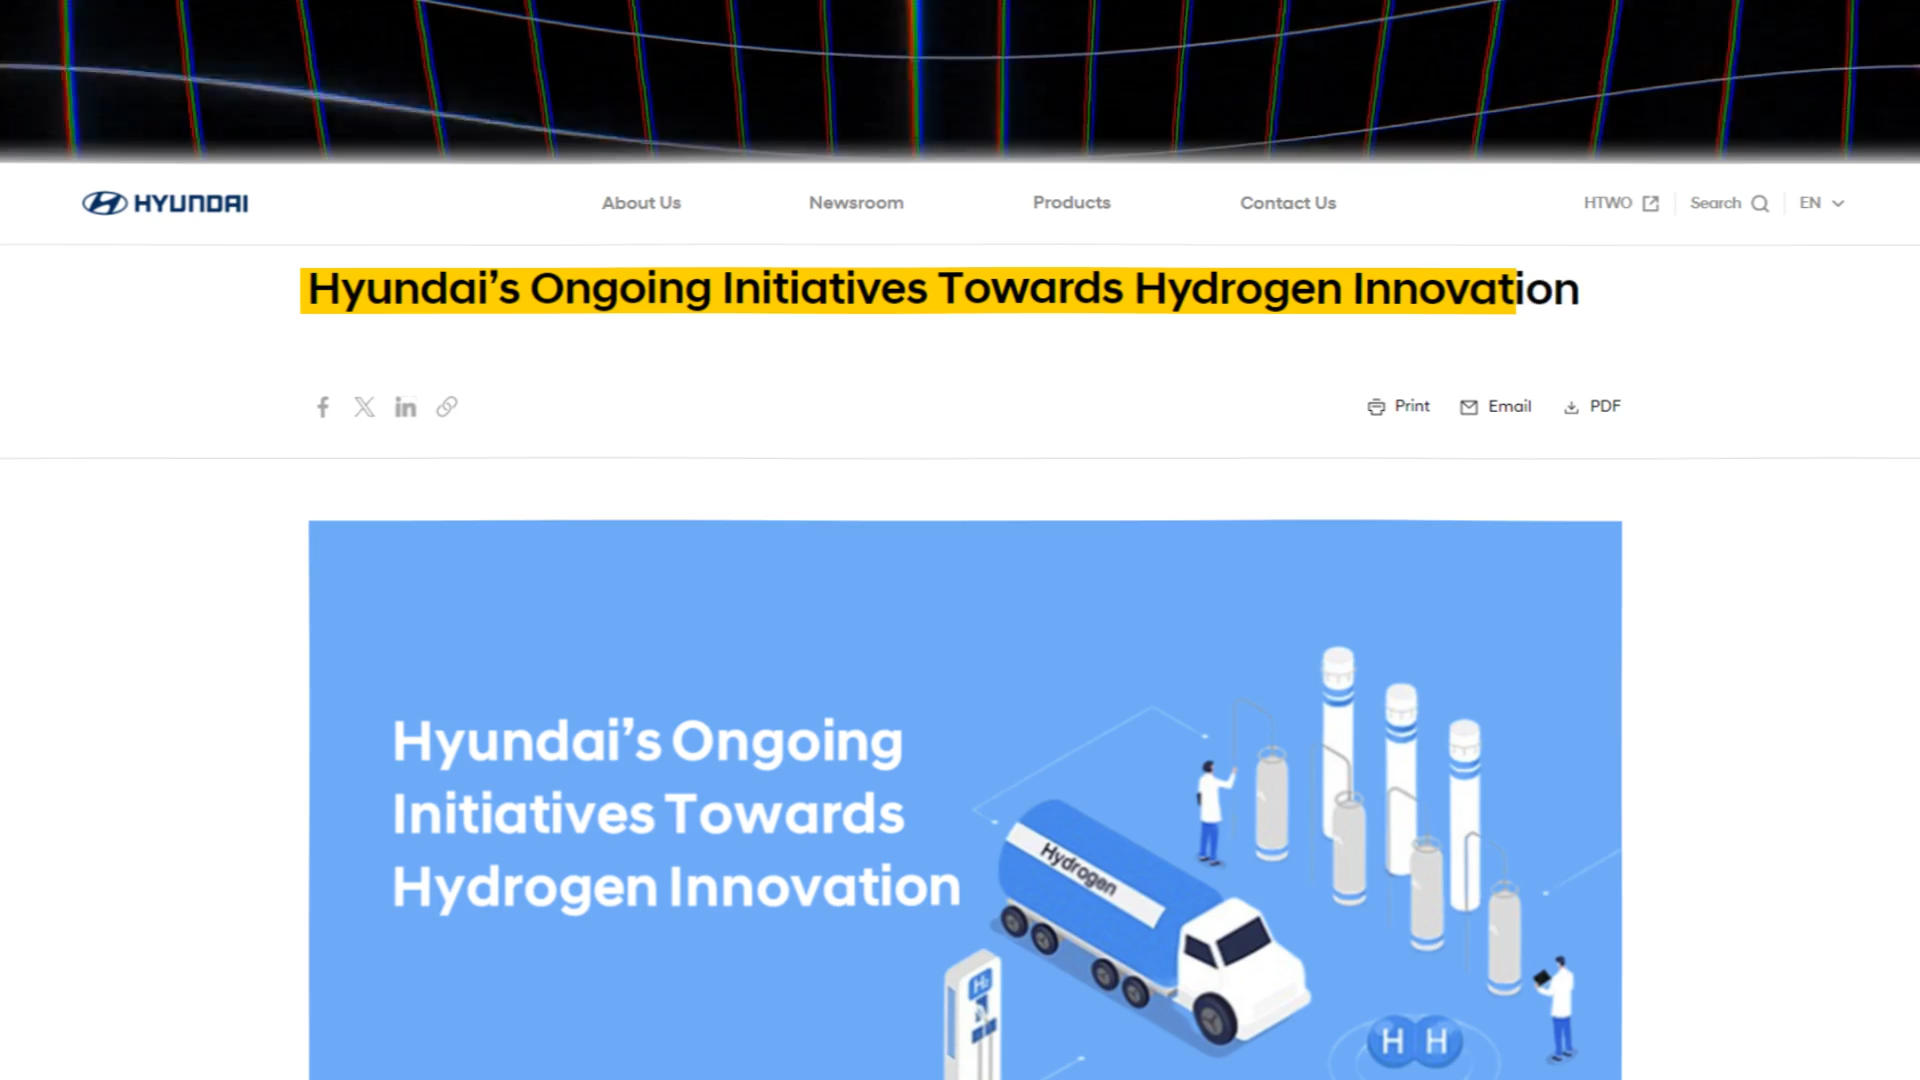 HYUNDAI
About Us
Newsroom
Products
Contact Us
HTWO
Search
EN
Hyundai’s Ongoing Initiatives Towards Hydrogen Innovation
Print
Email
PDF
Hyundai’s Ongoing
Initiatives Towards
Hydrogen Innovation
Hydrogen
H₂
H H